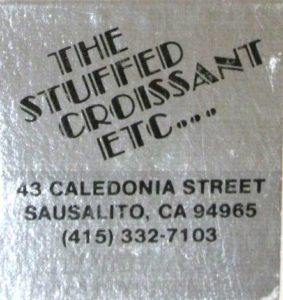 THE
STUFFED
CROISSANT
ETC....
43 CALEDONIA STREET
SAUSALITO, CA 94965
(415) 332-7103